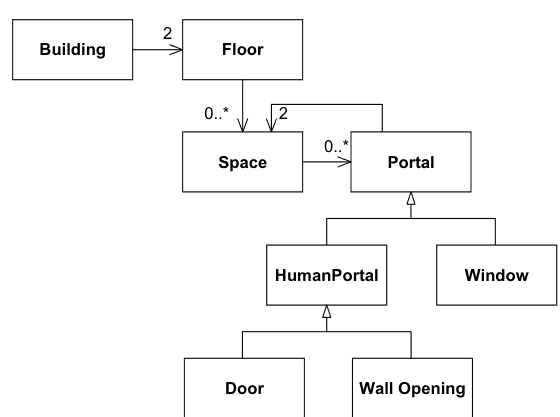 Building
2
Floor
0..*
2
Space
0..*
Portal
HumanPortal
Window
Door
Wall Opening